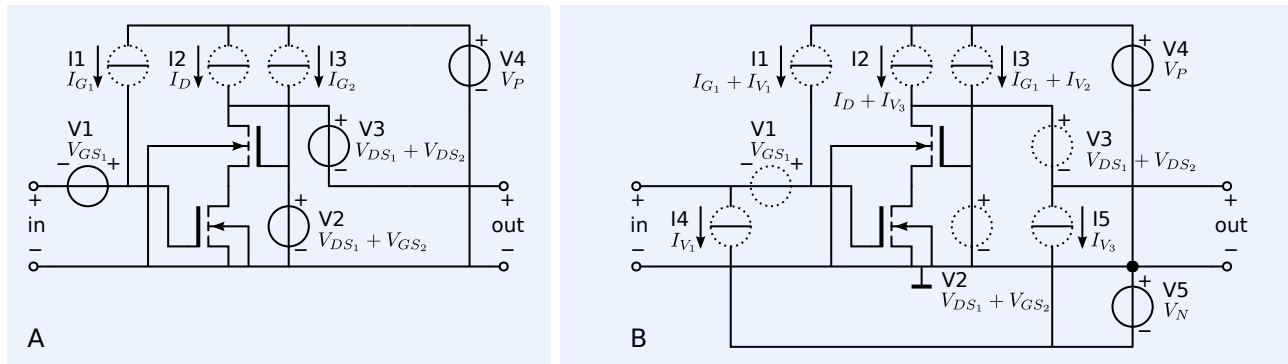 I1
I2
I3
V4
I_{G_1}
I_D
I_{G_2}
V_P
+
−
V1
V_{GS_1}
− +
V3
V_{DS_1} + V_{DS_2}
+
−
+
in
−
V2
V_{DS_1} + V_{GS_2}
+
−
+
out
−
A
I1
I2
I3
V4
I_{G_1} + I_{V_1}
I_D + I_{V_3}
I_{G_1} + I_{V_2}
V_P
+
−
V1
V_{GS_1}
− +
V3
V_{DS_1} + V_{DS_2}
+
−
+
in
−
I4
I_{V_1}
I5
I_{V_3}
+
−
+
out
−
V2
V_{DS_1} + V_{GS_2}
V5
V_N
+
−
B